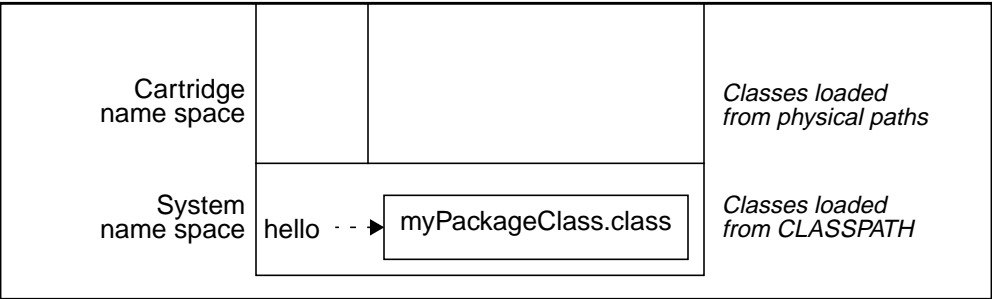 Cartridge
name space
Classes loaded
from physical paths
System
name space
hello
myPackageClass.class
Classes loaded
from CLASSPATH